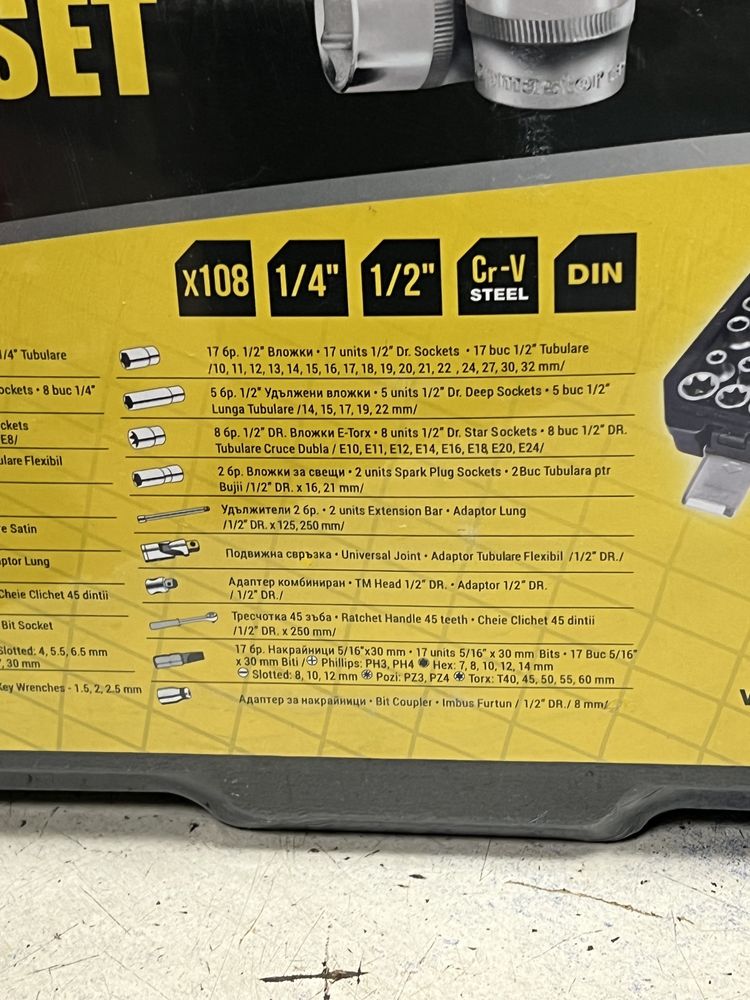 SET
x108 1/4" 1/2" Cr-V STEEL DIN
1/4" Tubulare
ockets • 8 buc 1/4"
ckets
E8/
ulare Flexibil
e Satin
ptor Lung
Cheie Clichet 45 dintii
Bit Socket
Slotted: 4, 5.5, 6.5 mm
, 30 mm
Key Wrenches - 1.5, 2, 2.5 mm
17 бр. 1/2" Вложки • 17 units 1/2" Dr. Sockets • 17 buc 1/2" Tubulare
/10, 11, 12, 13, 14, 15, 16, 17, 18, 19, 20, 21, 22 , 24, 27, 30, 32 mm/
5 бр. 1/2" Удължени вложки • 5 units 1/2" Dr. Deep Sockets • 5 buc 1/2"
Lunga Tubulare /14, 15, 17, 19, 22 mm/
8 бр. 1/2" DR. Вложки E-Torx • 8 units 1/2" Dr. Star Sockets • 8 buc 1/2" DR.
Tubulare Cruce Dubla / E10, E11, E12, E14, E16, E18, E20, E24/
2 бр. Вложки за свещи • 2 units Spark Plug Sockets • 2Buc Tubulara ptr
Bujii /1/2" DR. x 16, 21 mm/
Удължители 2 бр. • 2 units Extension Bar • Adaptor Lung
/1/2" DR. x 125, 250 mm/
Подвижна свръзка • Universal Joint • Adaptor Tubulare Flexibil /1/2" DR./
Адаптер комбиниран • TM Head 1/2" DR. • Adaptor 1/2" DR.
/ 1/2" DR./
Тресчотка 45 зъба • Ratchet Handle 45 teeth • Cheie Clichet 45 dintii
/1/2" DR. x 250 mm/
17 бр. Накрайници 5/16"x30 mm • 17 units 5/16" x 30 mm Bits • 17 Buc 5/16"
x 30 mm Biti / Phillips: PH3, PH4 Hex: 7, 8, 10, 12, 14 mm
Slotted: 8, 10, 12 mm Pozi: PZ3, PZ4 Torx: T40, 45, 50, 55, 60 mm
Адаптер за накрайници • Bit Coupler • Imbus Furtun / 1/2" DR./ 8 mm/